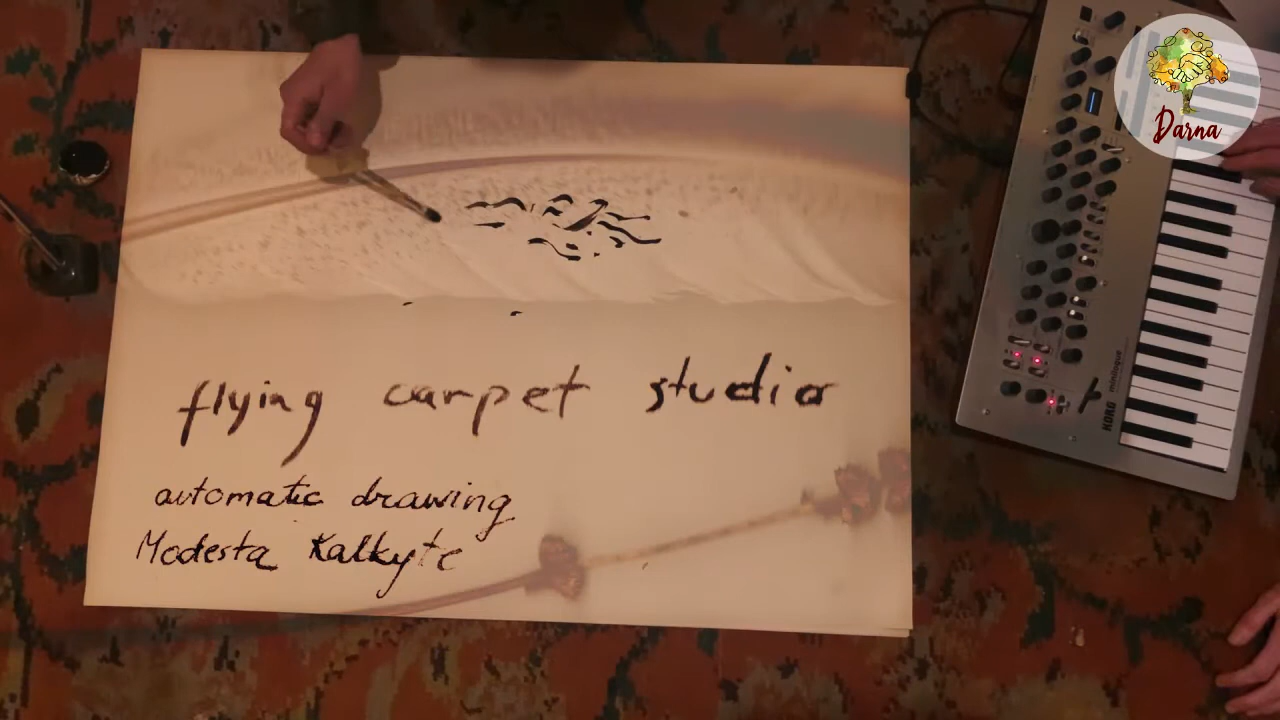 Darna
flying carpet studio
automatic drawing
Modesta Kalkyte
KORG minilogue